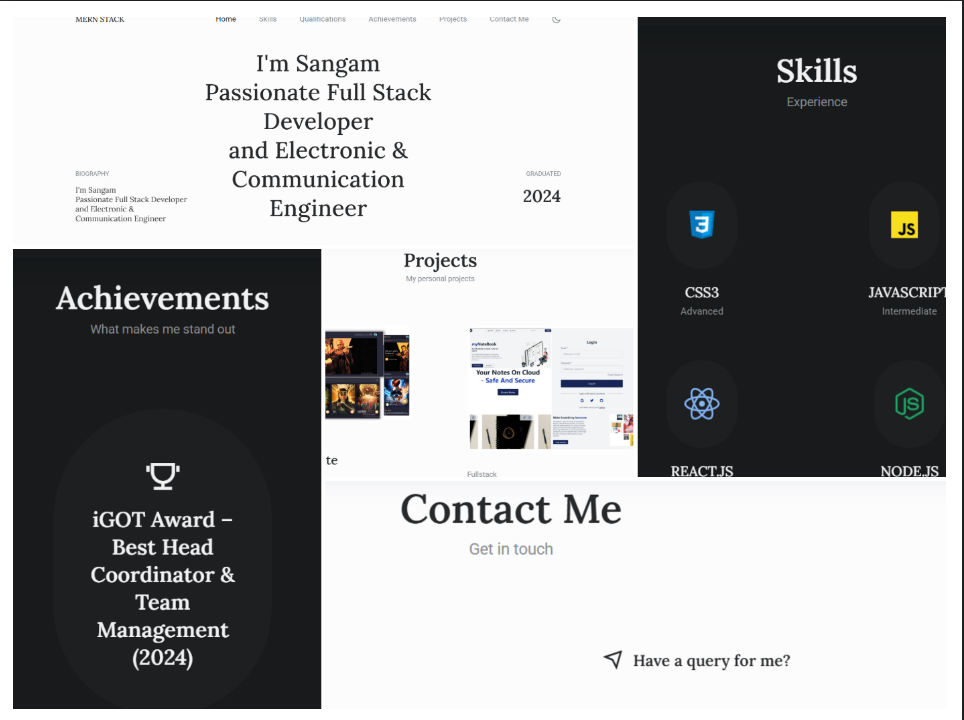 MERN STACK
Home Skills Qualifications Achievements Projects Contact Me
I'm Sangam
Passionate Full Stack
Developer
and Electronic &
Communication
Engineer
BIOGRAPHY
I'm Sangam
Passionate Full Stack Developer
and Electronic &
Communication Engineer
GRADUATED
2024
Skills
Experience
CSS3
Advanced
JS
JAVASCRIPT
Intermediate
REACT.JS
JS
NODE.JS
Achievements
What makes me stand out
iGOT Award –
Best Head
Coordinator &
Team
Management
(2024)
Projects
My personal projects
te
myNoteBook
Your Notes On Cloud
- Safe And Secure
Login
Fullstack
Contact Me
Get in touch
Have a query for me?